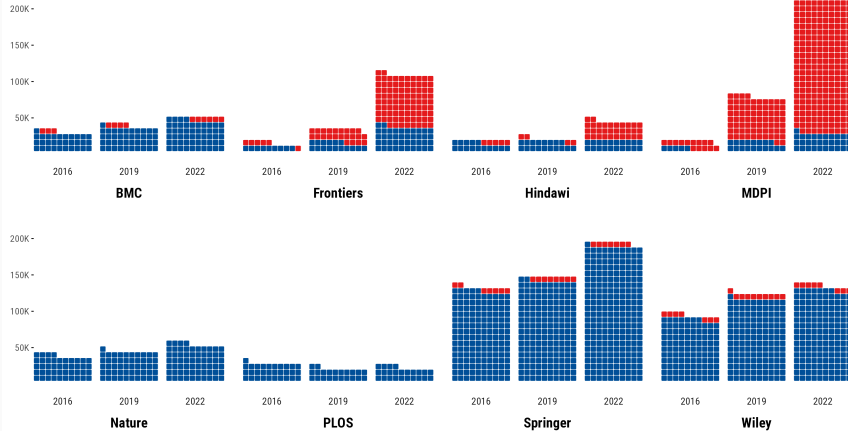 200K
150K
100K
50K
2016 2019 2022 2016 2019 2022 2016 2019 2022 2016 2019 2022
BMC Frontiers Hindawi MDPI
200K
150K
100K
50K
2016 2019 2022 2016 2019 2022 2016 2019 2022 2016 2019 2022
Nature PLOS Springer Wiley